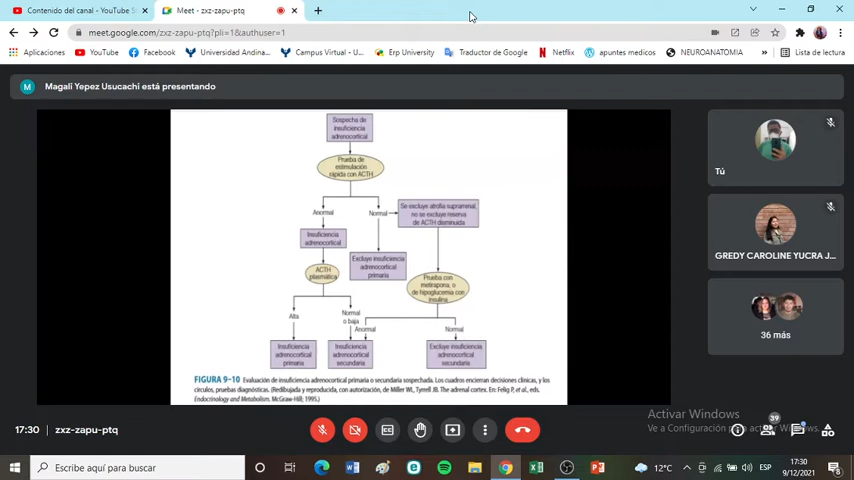 Contenido del canal - YouTube St
Meet - zxz-zapu-ptq
meet.google.com/zxz-zapu-ptq?pli=1&authuser=1
Aplicaciones
YouTube
Facebook
Universidad Andina...
Campus Virtual - U...
Erp University
Traductor de Google
Netflix
apuntes medicos
NEUROANATOMIA
Lista de lectura
M
Magali Yepez Usucachi está presentando
Sospecha de
insuficiencia
adrenocortical
Prueba de
estimulación
rápida con ACTH
Anormal
Normal
Se excluye atrofia suprarrenal,
no se excluye reserva
de ACTH disminuida
Insuficiencia
adrenocortical
Excluye insuficiencia
adrenocortical
primaria
ACTH
plasmática
Prueba con
metirapona, o
de hipoglucemia con
insulina
Alta
Normal
o baja
Anormal
Normal
Insuficiencia
adrenocortical
primaria
Insuficiencia
adrenocortical
secundaria
Excluye insuficiencia
adrenocortical
secundaria
FIGURA 9-10 Evaluación de insuficiencia adrenocortical primaria o secundaria sospechada. Los cuadros encierran decisiones clínicas, y los
círculos, pruebas diagnósticas. (Redibujada y reproducida, con autorización, de Miller WL, Tyrrell JB. The adrenal cortex. En: Felig P, et al., eds.
Endocrinology and Metabolism. McGraw-Hill; 1995).
Tú
GREDY CAROLINE YUCRA J...
36 más
Activar Windows
Ve a Configuración para activar Windows.
17:30
zxz-zapu-ptq
39
Escribe aquí para buscar
12°C
ESP
17:30
9/12/2021